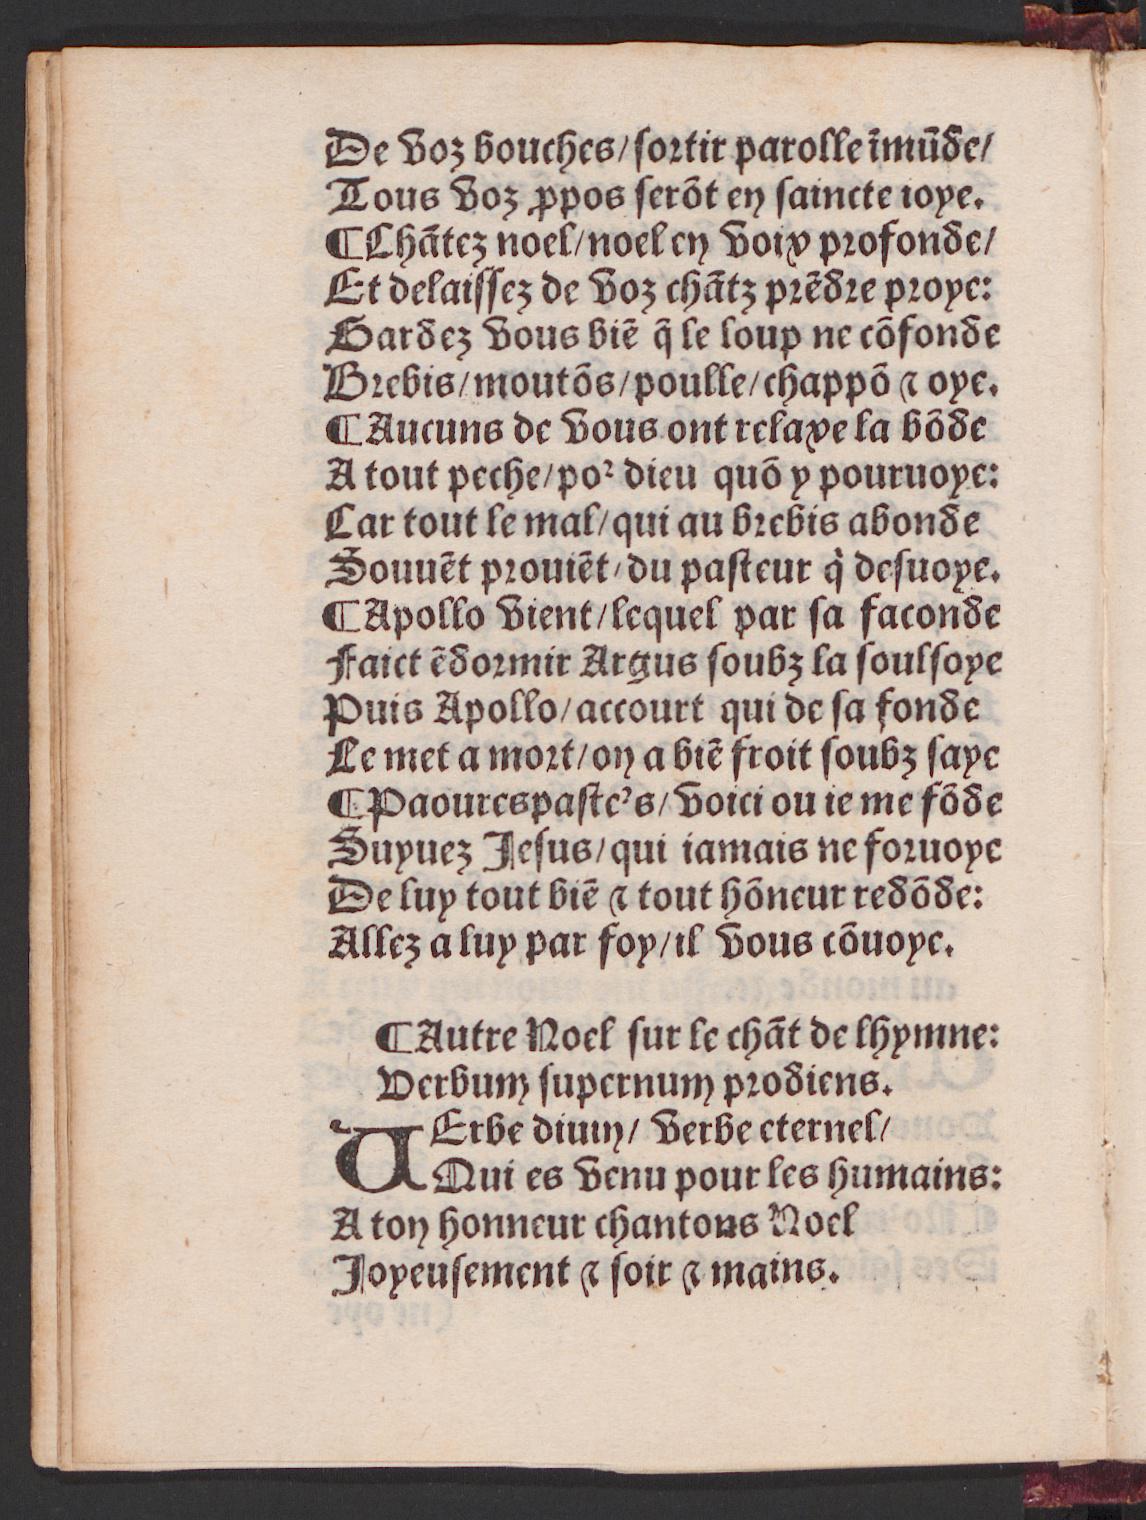 De voz bouches/ sortir parolle īmūde/
Tous voz ꝓpos serōt en saincte ioye.
¶Chātez noel/ noel en voix profonde/
Et delaissez de voz chātz prēdre proye:
Gardez vous biē q̄ le loup ne cōfonde
Brebis/ moutōs/ poulle/ chappō ⁊ oye.
¶Aucuns de vous ont relaxe la bōde
A tout peche/ poꝰ dieu quō y pouruoye:
Car tout le mal/ qui au brebis abonde
Souuēt prouiēt/ du pasteur q̇ desuoye.
¶Apollo vient/ lequel par sa faconde
Faict ēdormir Argus soubz la soulsoye
Puis Apollo/ accourt qui de sa fonde
Le met a mort/ on a biē froit soubz saye
¶Paourespasteꝰs/ voici ou ie me fōde
Suyuez Jesus/ qui iamais ne foruoye
De luy tout biē ⁊ tout hōneur redōde:
Allez a luy par foy/ il vous cōuoye.
¶Autre Noel sur le chāt de lhymne:
Verbum supernum prodiens.
VErbe diuin/ verbe eternel/
Qui es venu pour les humains:
A ton honneur chantons Noel
Joyeusement ⁊ soir ⁊ mains.